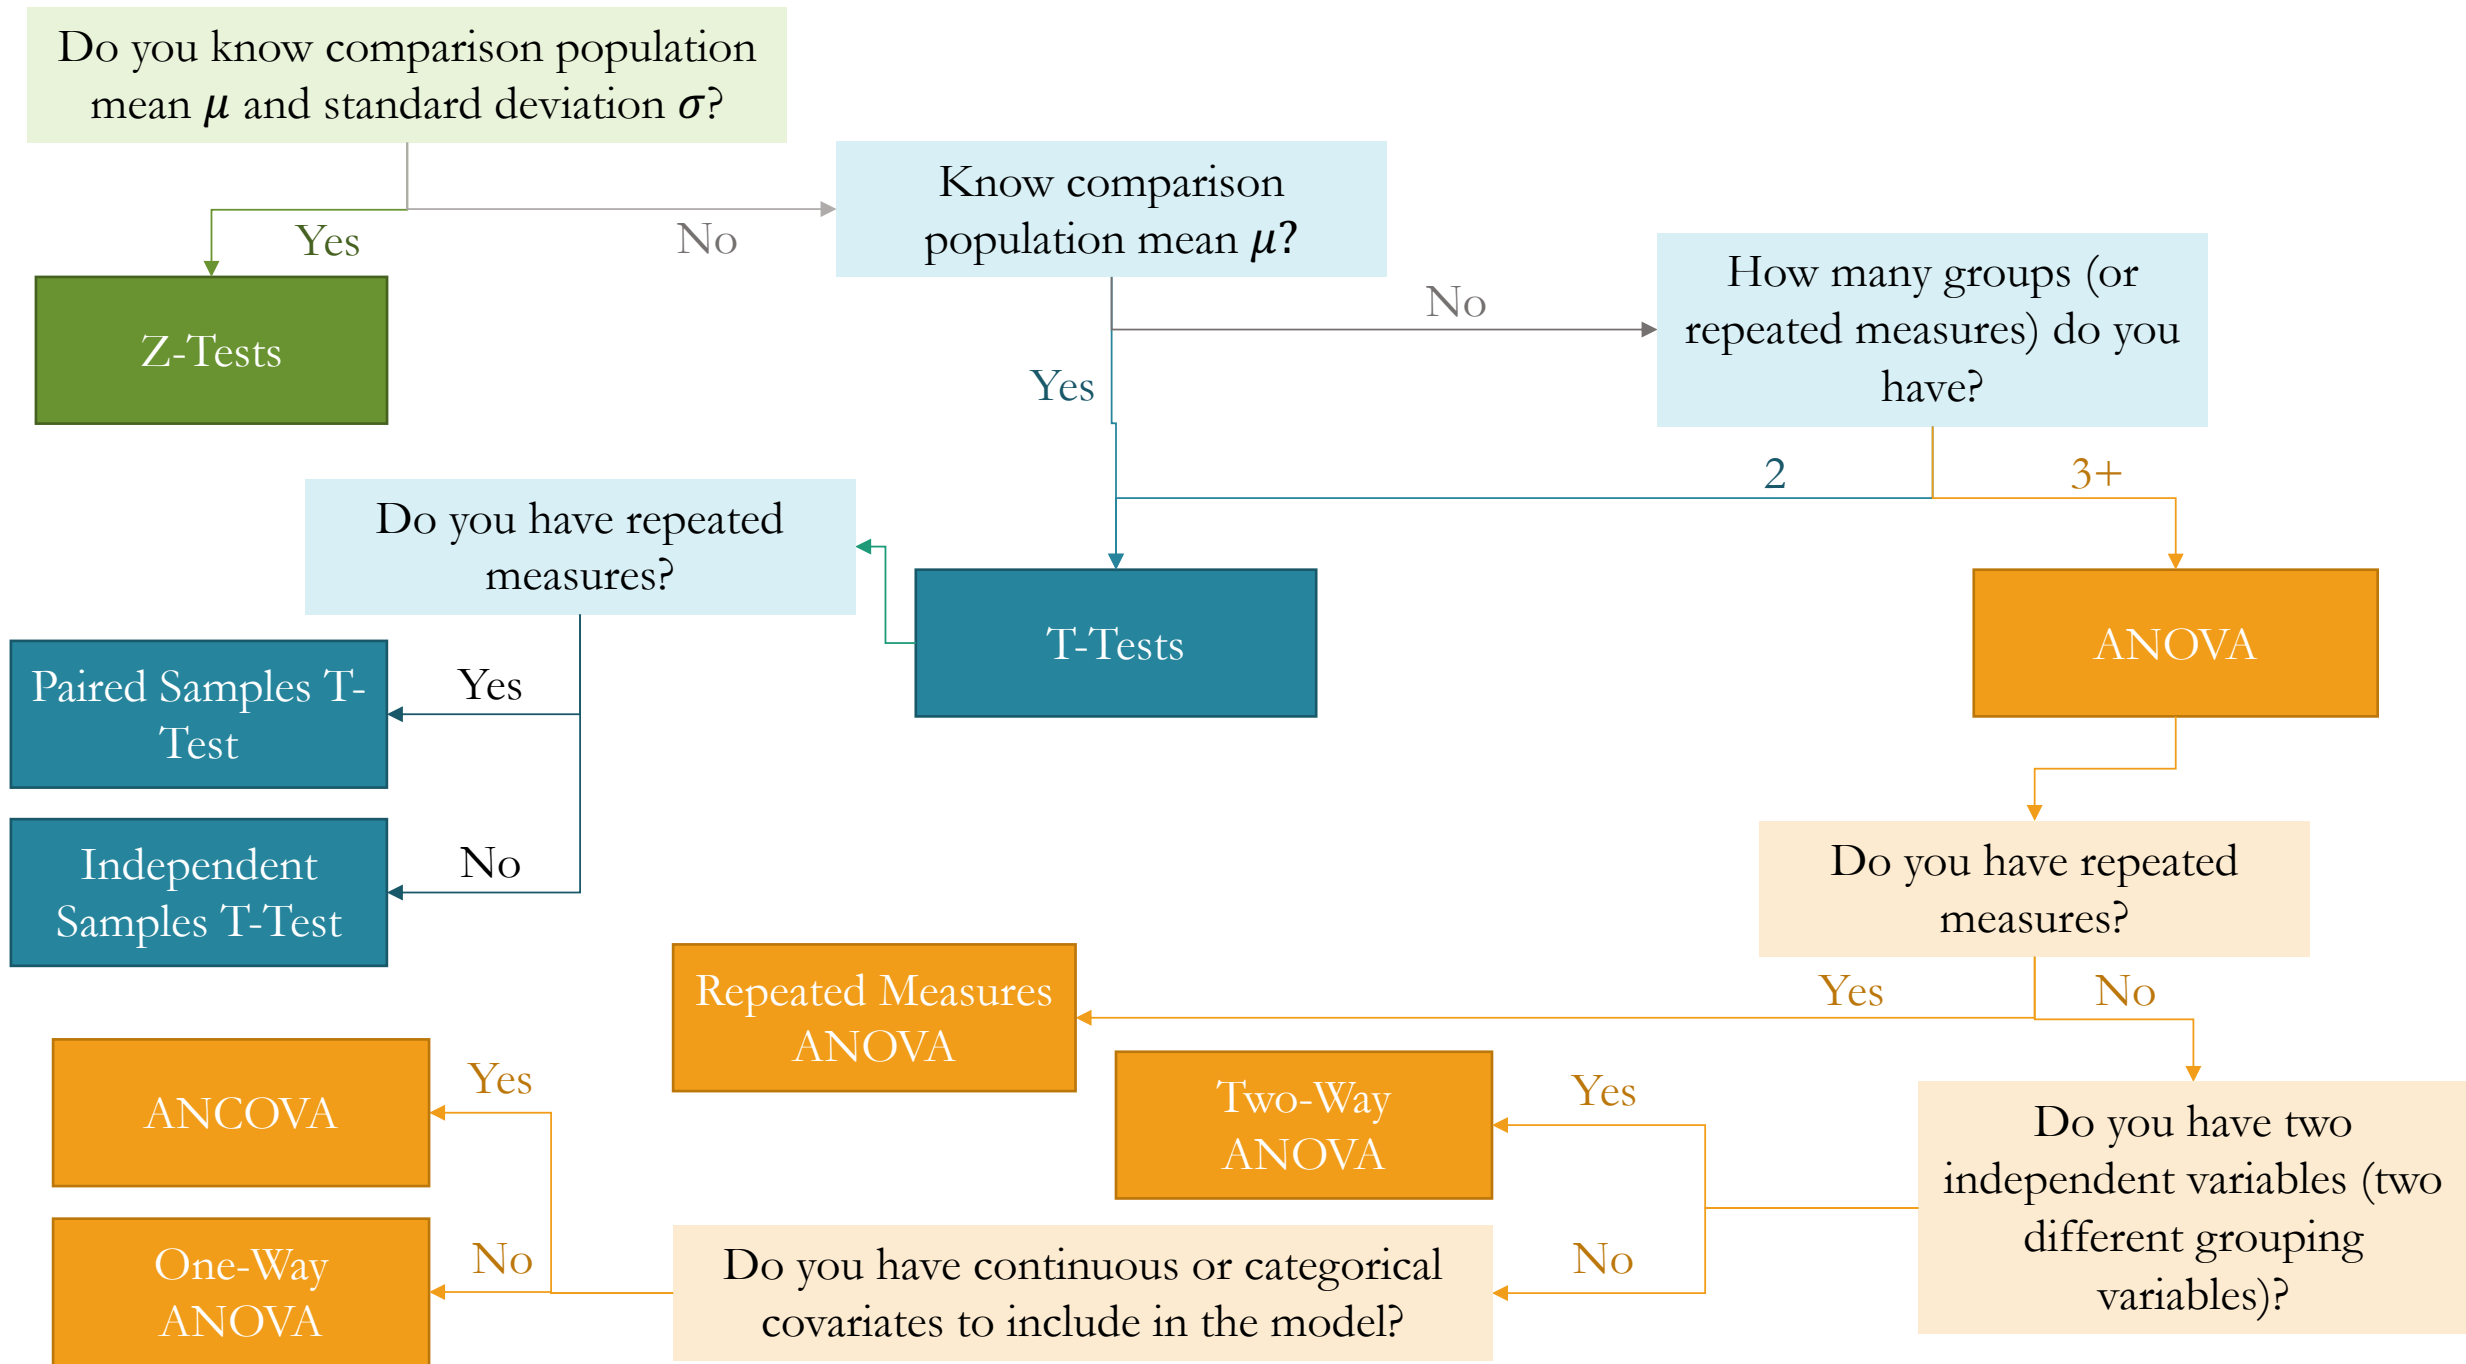 Do you know comparison population
mean μ and standard deviation σ?
Yes
No
Z-Tests
Know comparison
population mean μ?
No
Yes
How many groups (or
repeated measures) do you
have?
2
3+
Do you have repeated
measures?
T-Tests
ANOVA
Paired Samples T-
Test
Yes
Independent
Samples T-Test
No
Do you have repeated
measures?
Yes
No
Repeated Measures
ANOVA
Two-Way
ANOVA
Yes
No
Do you have two
independent variables (two
different grouping
variables)?
Do you have continuous or categorical
covariates to include in the model?
ANCOVA
Yes
One-Way
ANOVA
No